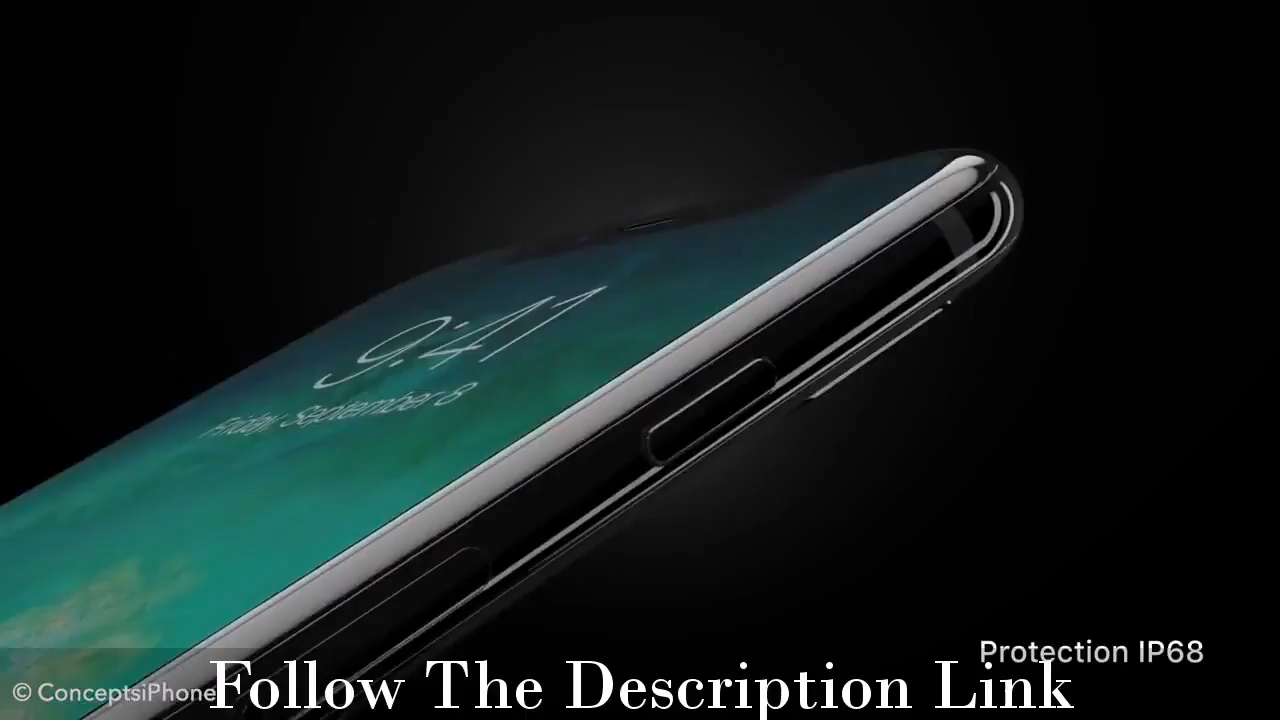 9:41
Friday, September 8
Protection IP68
© ConceptsiPhone
Follow The Description Link